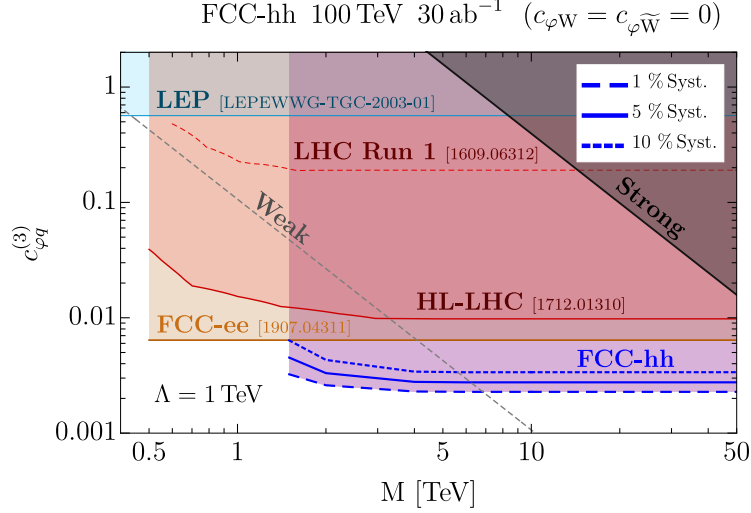 FCC-hh 100 TeV 30 ab⁻¹ (c_φW = c_φW̃ = 0)
1 % Syst.
5 % Syst.
10 % Syst.
LEP [LEPEWWG-TGC-2003-01]
LHC Run 1 [1609.06312]
Weak
Strong
HL-LHC [1712.01310]
FCC-ee [1907.04311]
FCC-hh
Λ = 1 TeV
1
0.1
0.01
0.001
c_φq^(3)
0.5 1 5 10 50
M [TeV]